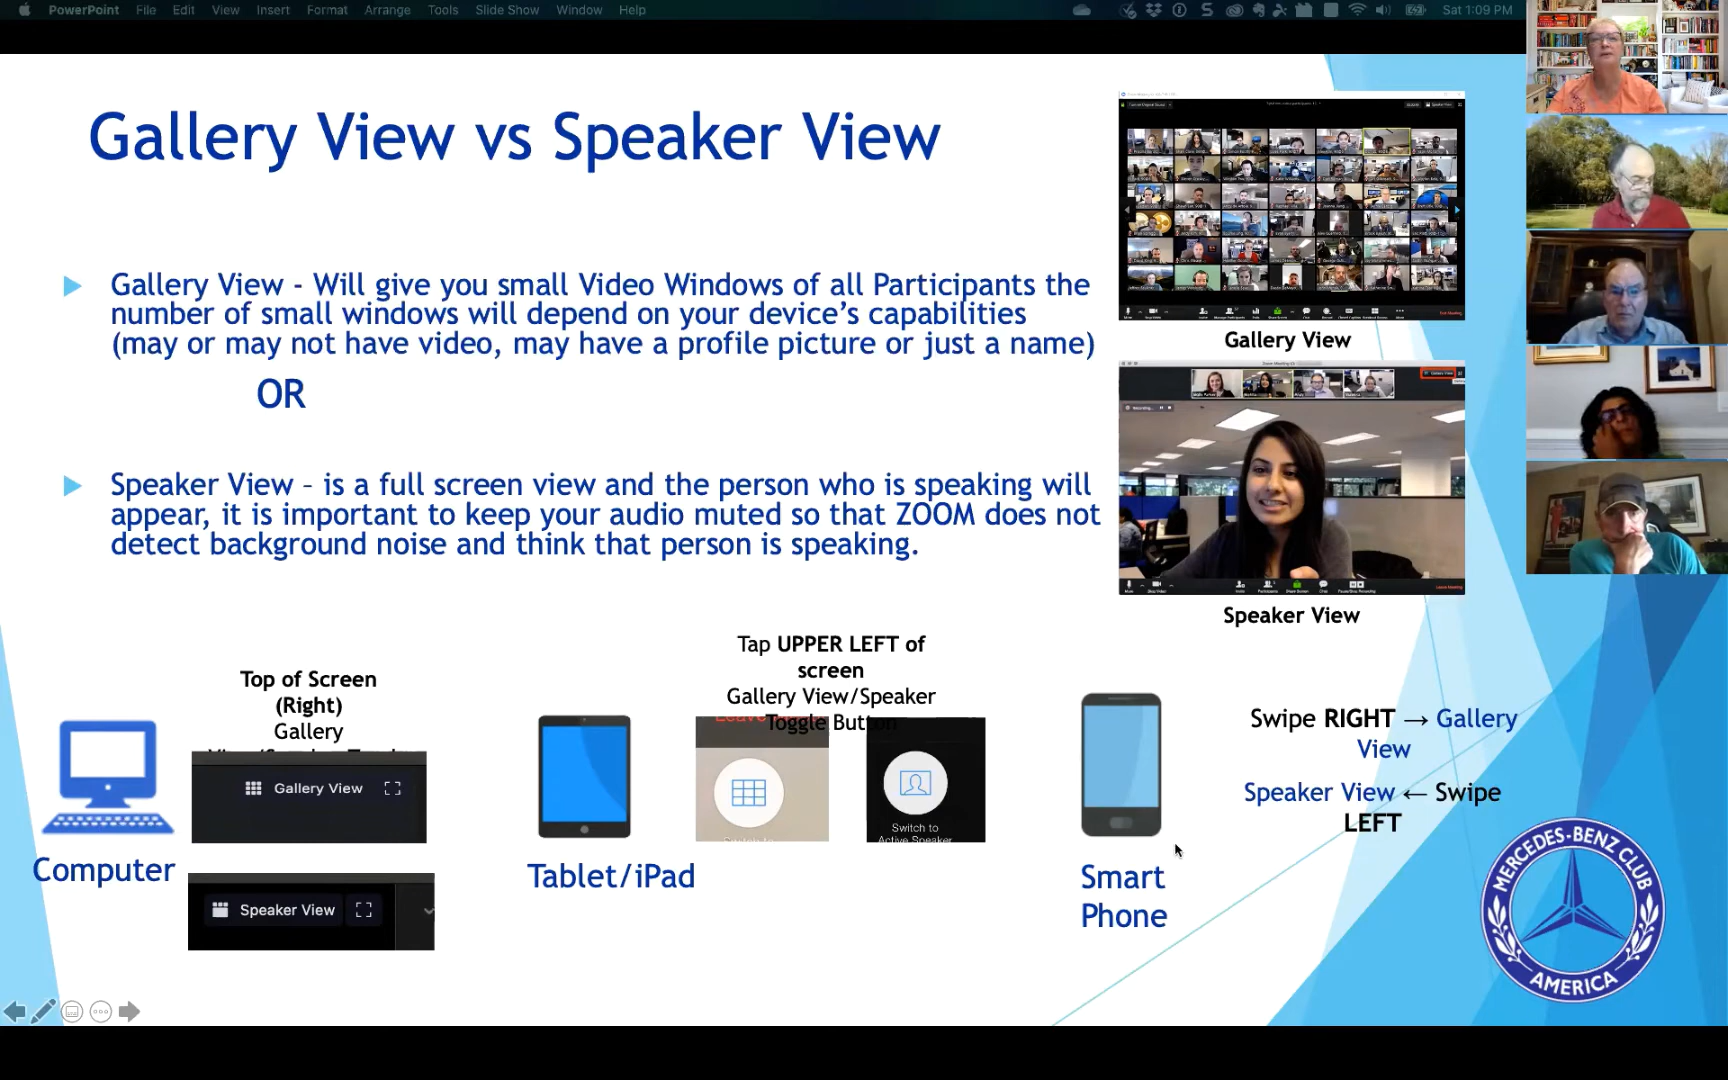 PowerPoint File Edit View Insert Format Arrange Tools Slide Show Window Help
Sat 1:09 PM
Gallery View vs Speaker View
Gallery View - Will give you small Video Windows of all Participants the
number of small windows will depend on your device’s capabilities
(may or may not have video, may have a profile picture or just a name)
OR
Speaker View – is a full screen view and the person who is speaking will
appear, it is important to keep your audio muted so that ZOOM does not
detect background noise and think that person is speaking.
Gallery View
Speaker View
Top of Screen
(Right)
Gallery
Gallery View
Speaker View
Computer
Tap UPPER LEFT of
screen
Gallery View/Speaker
Toggle Button
Switch to
Active Speaker
Tablet/iPad
Smart
Phone
Swipe RIGHT → Gallery
View
Speaker View ← Swipe
LEFT
MERCEDES-BENZ CLUB
AMERICA